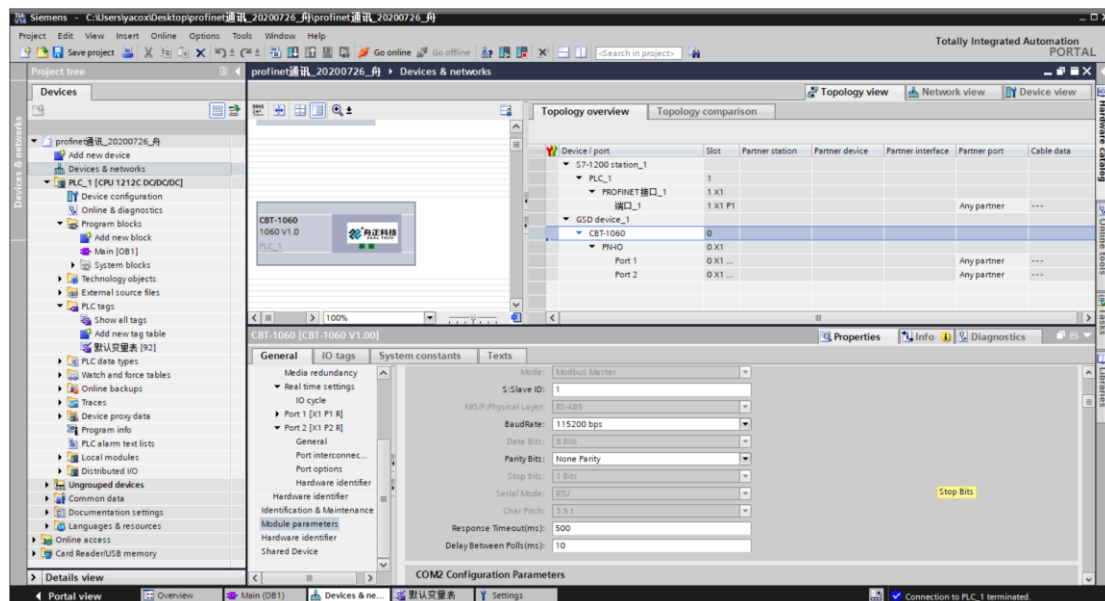 Siemens - C:\Users\yacox\Desktop\profinet通讯_20200726_舟\profinet通讯_20200726_舟
Project Edit View Insert Online Options Tools Window Help
Totally Integrated Automation
PORTAL
Save project
Go online
Go offline
<Search in project>
Project tree
profinet通讯_20200726_舟 ▸ Devices & networks
Devices
Topology view
Network view
Device view
Devices & networks
Topology overview
Topology comparison
profinet通讯_20200726_舟
Add new device
Devices & networks
PLC_1 [CPU 1212C DC/DC/DC]
Device configuration
Online & diagnostics
Program blocks
Add new block
Main [OB1]
System blocks
Technology objects
External source files
PLC tags
Show all tags
Add new tag table
默认变量表 [92]
PLC data types
Watch and force tables
Online backups
Traces
Device proxy data
Program info
PLC alarm text lists
Local modules
Distributed I/O
Ungrouped devices
Common data
Documentation settings
Languages & resources
Online access
Card Reader/USB memory
Details view
CBT-1060
1060 V1.0
PLC_1
舟正科技
100%
Device / port Slot Partner station Partner device Partner interface Partner port Cable data
S7-1200 station_1
PLC_1 1
PROFINET接口_1 1 X1
端口_1 1 X1 P1 Any partner ---
GSD device_1
CBT-1060 0
PN-IO 0 X1
Port 1 0 X1 ... Any partner ---
Port 2 0 X1 ... Any partner ---
CBT-1060 [CBT-1060 V1.00]
Properties
Info
Diagnostics
General IO tags System constants Texts
Media redundancy
Real time settings
IO cycle
Port 1 [X1 P1 R]
Port 2 [X1 P2 R]
General
Port interconnec...
Port options
Hardware identifier
Hardware identifier
Identification & Maintenance
Module parameters
Hardware identifier
Shared Device
Mode: Modbus Master
S:Slave ID: 1
M/S/P:Physical Layer: RS-485
BaudRate: 115200 bps
Data Bits: 8 Bits
Parity Bits: None Parity
Stop Bits: 1 Bits
Serial Mode: RTU
Char Pitch: 3.5 t
Response Timeout(ms): 500
Delay Between Polls(ms): 10
Stop Bits
COM2 Configuration Parameters
Hardware catalog
Online tools
Tasks
Libraries
Portal view
Overview
Main (OB1)
Devices & ne...
默认变量表
Settings
Connection to PLC_1 terminated.